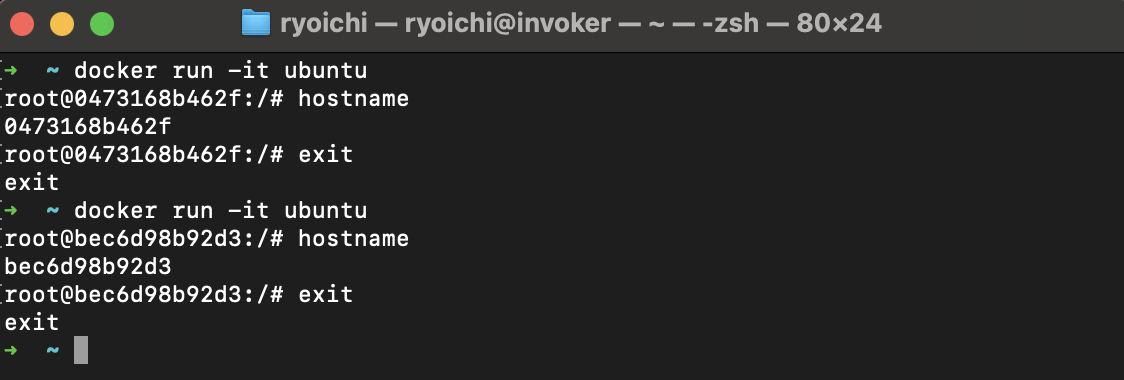 ryoichi — ryoichi@invoker — ~ — -zsh — 80×24
→ ~ docker run -it ubuntu
[root@0473168b462f:/# hostname
0473168b462f
[root@0473168b462f:/# exit
exit
→ ~ docker run -it ubuntu
[root@bec6d98b92d3:/# hostname
bec6d98b92d3
[root@bec6d98b92d3:/# exit
exit
→ ~